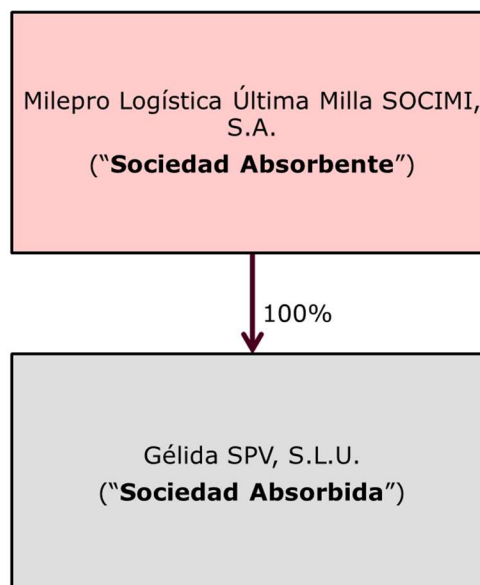 Milepro Logística Última Milla SOCIMI,
S.A.
(“Sociedad Absorbente”)
100%
Gélida SPV, S.L.U.
(“Sociedad Absorbida”)